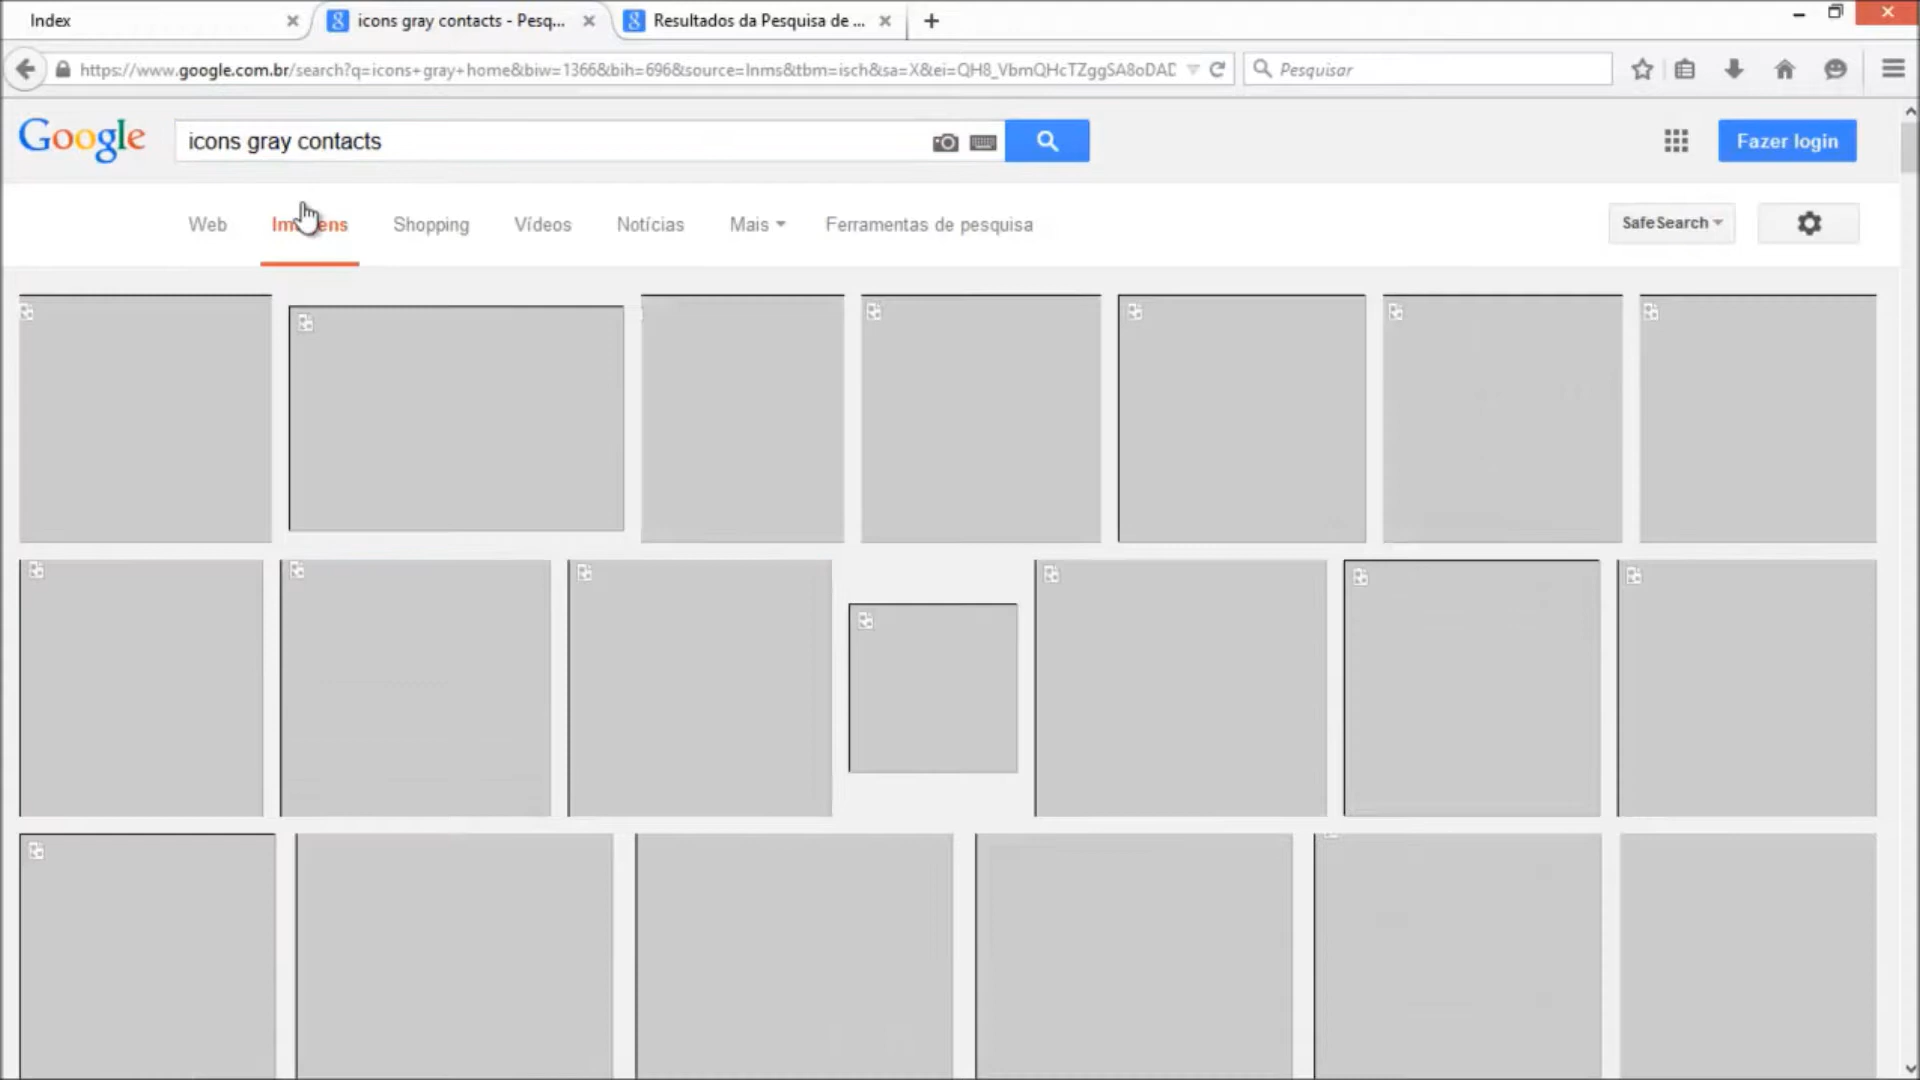 Index
icons gray contacts - Pesq...
Resultados da Pesquisa de ...
https://www.google.com.br/search?q=icons+gray+home&biw=1366&bih=696&source=lnms&tbm=isch&sa=X&ei=QH8_VbmQHcTZggSA8oDAD
Pesquisar
Google
icons gray contacts
Fazer login
Web
Shopping
Vídeos
Notícias
Mais
Ferramentas de pesquisa
SafeSearch